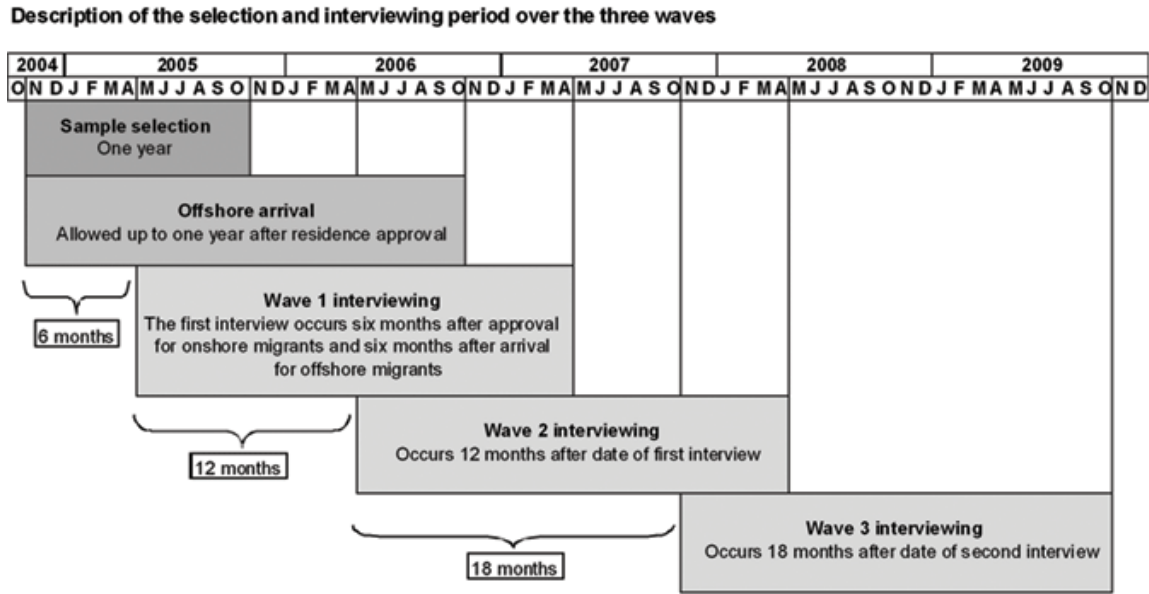 Description of the selection and interviewing period over the three waves
2004 2005 2006 2007 2008 2009
O N D J F M A M J J A S O N D J F M A M J J A S O N D J F M A M J J A S O N D J F M A M J J A S O N D J F M A M J J A S O N D
Sample selection
One year
Offshore arrival
Allowed up to one year after residence approval
6 months
Wave 1 interviewing
The first interview occurs six months after approval
for onshore migrants and six months after arrival
for offshore migrants
12 months
Wave 2 interviewing
Occurs 12 months after date of first interview
18 months
Wave 3 interviewing
Occurs 18 months after date of second interview